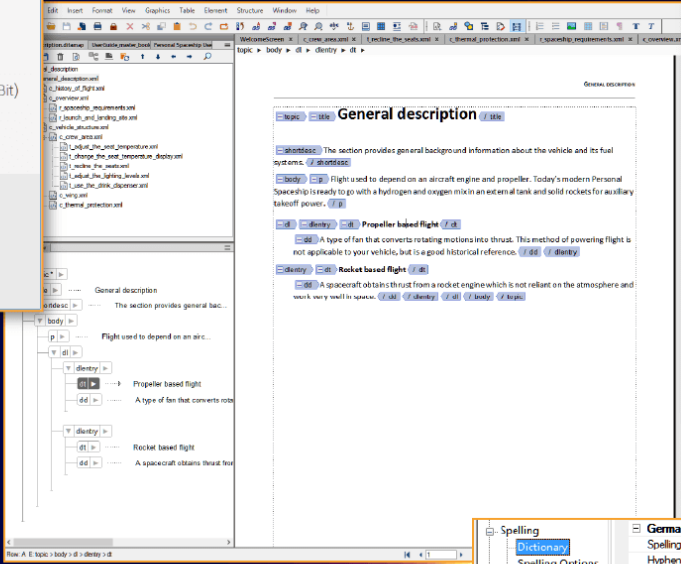 Edit Insert Format View Graphics Table Element Structure Window Help
Bit)
ription.ditamap UserGuide_master_book Personal Spaceship Use
WelcomeScreen × c_crew_area.xml × t_recline_the_seats.xml × c_thermal_protection.xml × r_spaceship_requirements.xml × c_overview.xm
topic ▸ body ▸ dl ▸ dlentry ▸ dt ▸
l_description
neral_description.xml
c_history_of_flight.xml
c_overview.xml
r_spaceship_requirements.xml
r_launch_and_landing_site.xml
c_vehicle_structure.xml
c_crew_area.xml
t_adjust_the_seat_temperature.xml
t_change_the_seat_temperature_display.xml
t_recline_the_seats.xml
t_adjust_the_lighting_levels.xml
t_use_the_drink_dispenser.xml
c_wing.xml
c_thermal_protection.xml
General description
topic title General description / title
shortdesc The section provides general background information about the vehicle and its fuel
systems. / shortdesc
body p Flight used to depend on an aircraft engine and propeller. Today's modern Personal
Spaceship is ready to go with a hydrogen and oxygen mix in an external tank and solid rockets for auxiliary
takeoff power. / p
dl dlentry dt Propeller based flight / dt
dd A type of fan that converts rotating motions into thrust. This method of powering flight is
not applicable to your vehicle, but is a good historical reference. / dd / dlentry
dlentry dt Rocket based flight / dt
dd A spacecraft obtains thrust from a rocket engine which is not reliant on the atmosphere and
work very well in space. / dd / dlentry / dl / body / topic
General description
ortdesc The section provides general bac...
body
p Flight used to depend on an airc...
dl
dlentry
dt Propeller based flight
dd A type of fan that converts rota
dlentry
dt Rocket based flight
dd A spacecraft obtains thrust from
Row: A E: topic > body > dl > dlentry > dt
1
Spelling
Dictionary
Spelling Options
Germa
Spelling
Hyphen